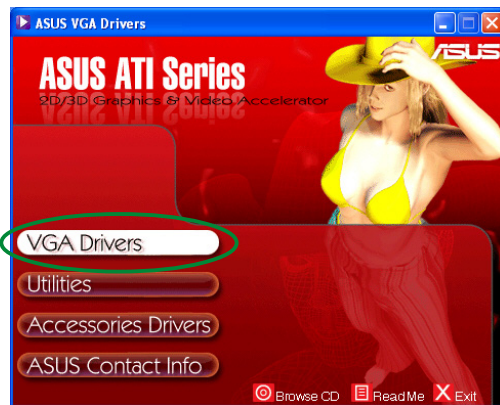 ASUS VGA Drivers
ASUS
ASUS ATI Series
2D/3D Graphics & Video Accelerator
VGA Drivers
Utilities
Accessories Drivers
ASUS Contact Info
Browse CD
ReadMe
X Exit